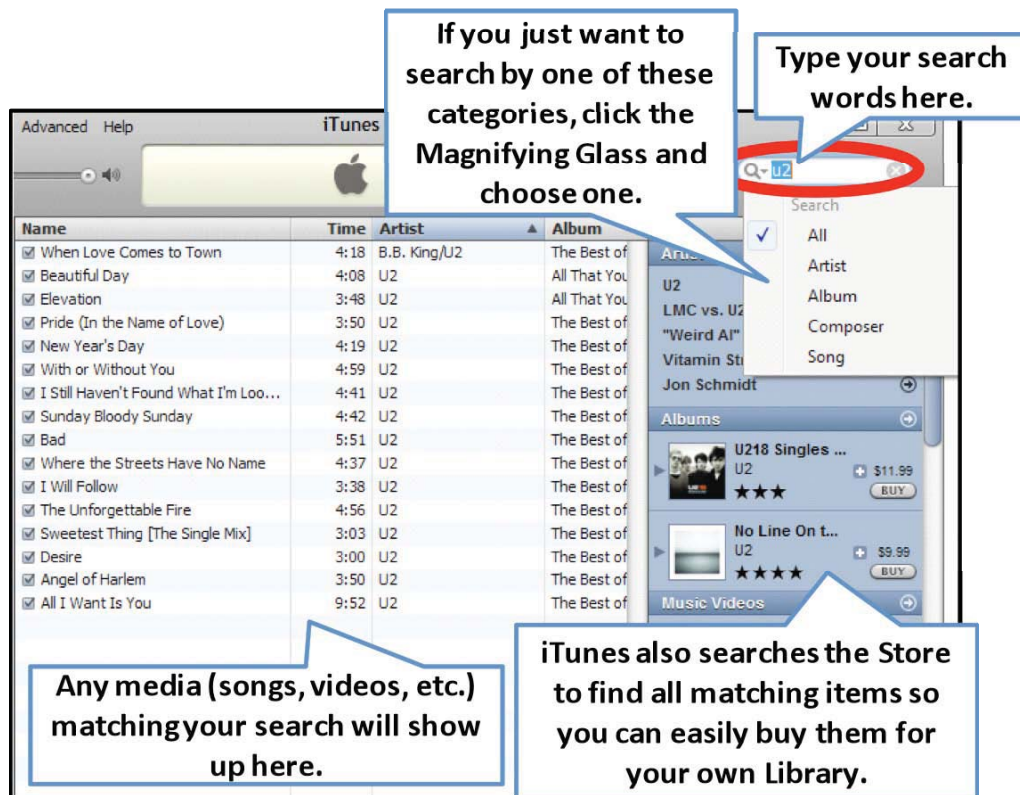 If you just want to
search by one of these
categories, click the
Magnifying Glass and
choose one.
Type your search
words here.
Advanced Help iTunes
u2
Search
All
Artist
Album
Composer
Song
Name Time Artist Album
When Love Comes to Town 4:18 B.B. King/U2 The Best of
Beautiful Day 4:08 U2 All That You
Elevation 3:48 U2 All That You
Pride (In the Name of Love) 3:50 U2 The Best of
New Year's Day 4:19 U2 The Best of
With or Without You 4:59 U2 The Best of
I Still Haven't Found What I'm Loo... 4:41 U2 The Best of
Sunday Bloody Sunday 4:42 U2 The Best of
Bad 5:51 U2 The Best of
Where the Streets Have No Name 4:37 U2 The Best of
I Will Follow 3:38 U2 The Best of
The Unforgettable Fire 4:56 U2 The Best of
Sweetest Thing [The Single Mix] 3:03 U2 The Best of
Desire 3:00 U2 The Best of
Angel of Harlem 3:50 U2 The Best of
All I Want Is You 9:52 U2 The Best of
U2
LMC vs. U2
"Weird Al"
Vitamin
Jon Schmidt
Albums
U218 Singles ...
U2 $11.99
BUY
No Line On t...
U2 $9.99
BUY
Music Videos
Any media (songs, videos, etc.)
matching your search will show
up here.
iTunes also searches the Store
to find all matching items so
you can easily buy them for
your own Library.